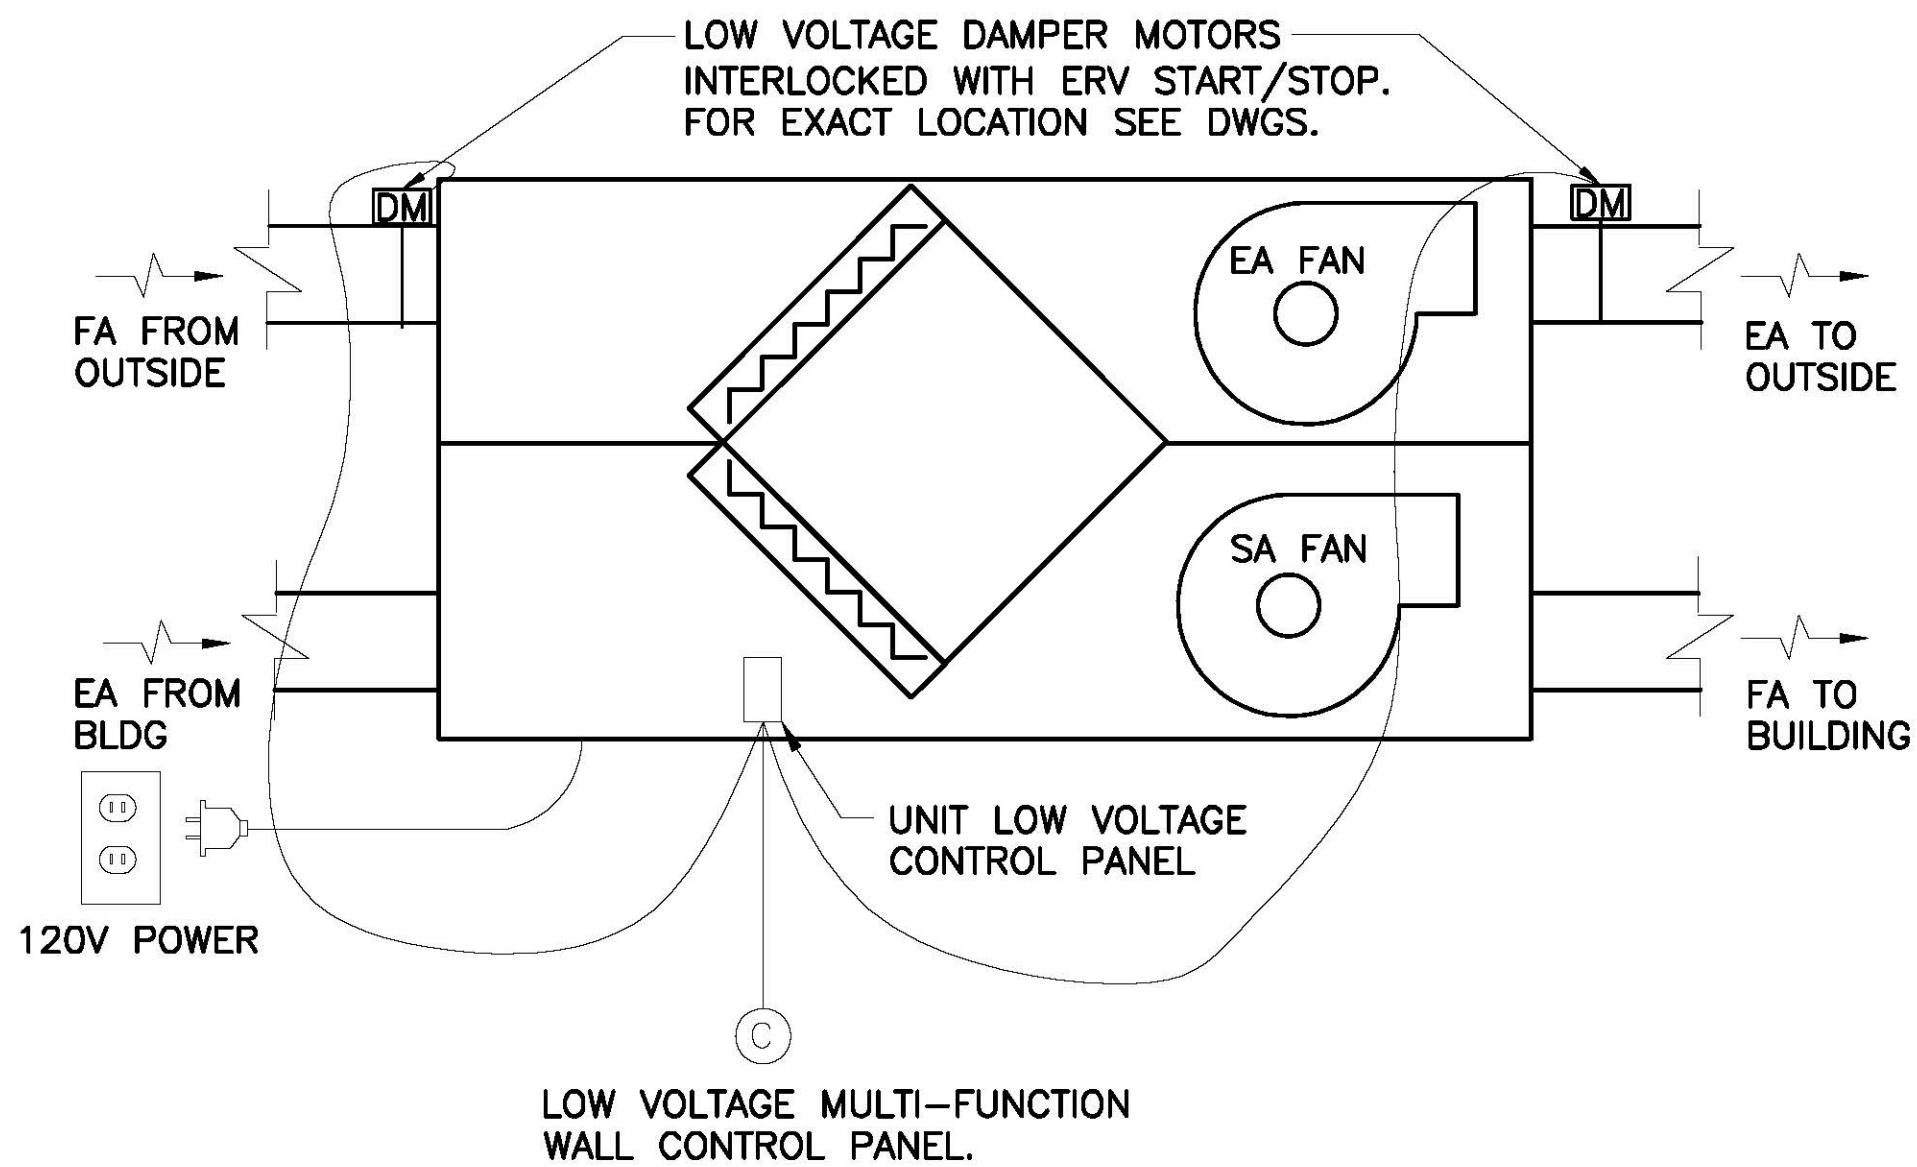 LOW VOLTAGE DAMPER MOTORS
INTERLOCKED WITH ERV START/STOP.
FOR EXACT LOCATION SEE DWGS.
DM
DM
EA FAN
FA FROM
OUTSIDE
EA TO
OUTSIDE
SA FAN
EA FROM
BLDG
FA TO
BUILDING
UNIT LOW VOLTAGE
CONTROL PANEL
120V POWER
C
LOW VOLTAGE MULTI-FUNCTION
WALL CONTROL PANEL.